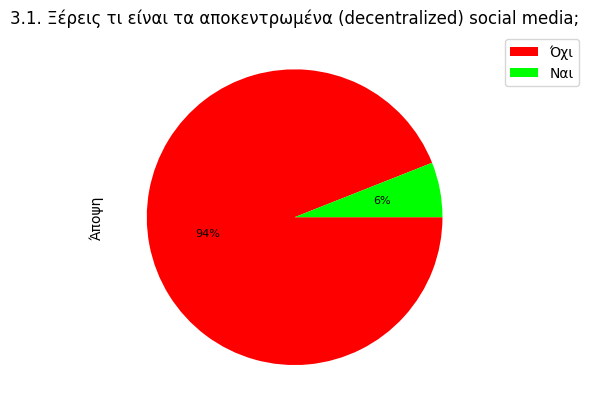 3.1. Ξέρεις τι είναι τα αποκεντρωμένα (decentralized) social media;
Όχι
Ναι
6%
Άποψη
94%